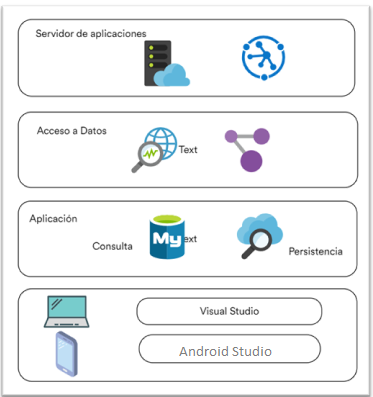 Servidor de aplicaciones
Acceso a Datos
Text
Aplicación
Consulta
My
ext
Persistencia
Visual Studio
Android Studio